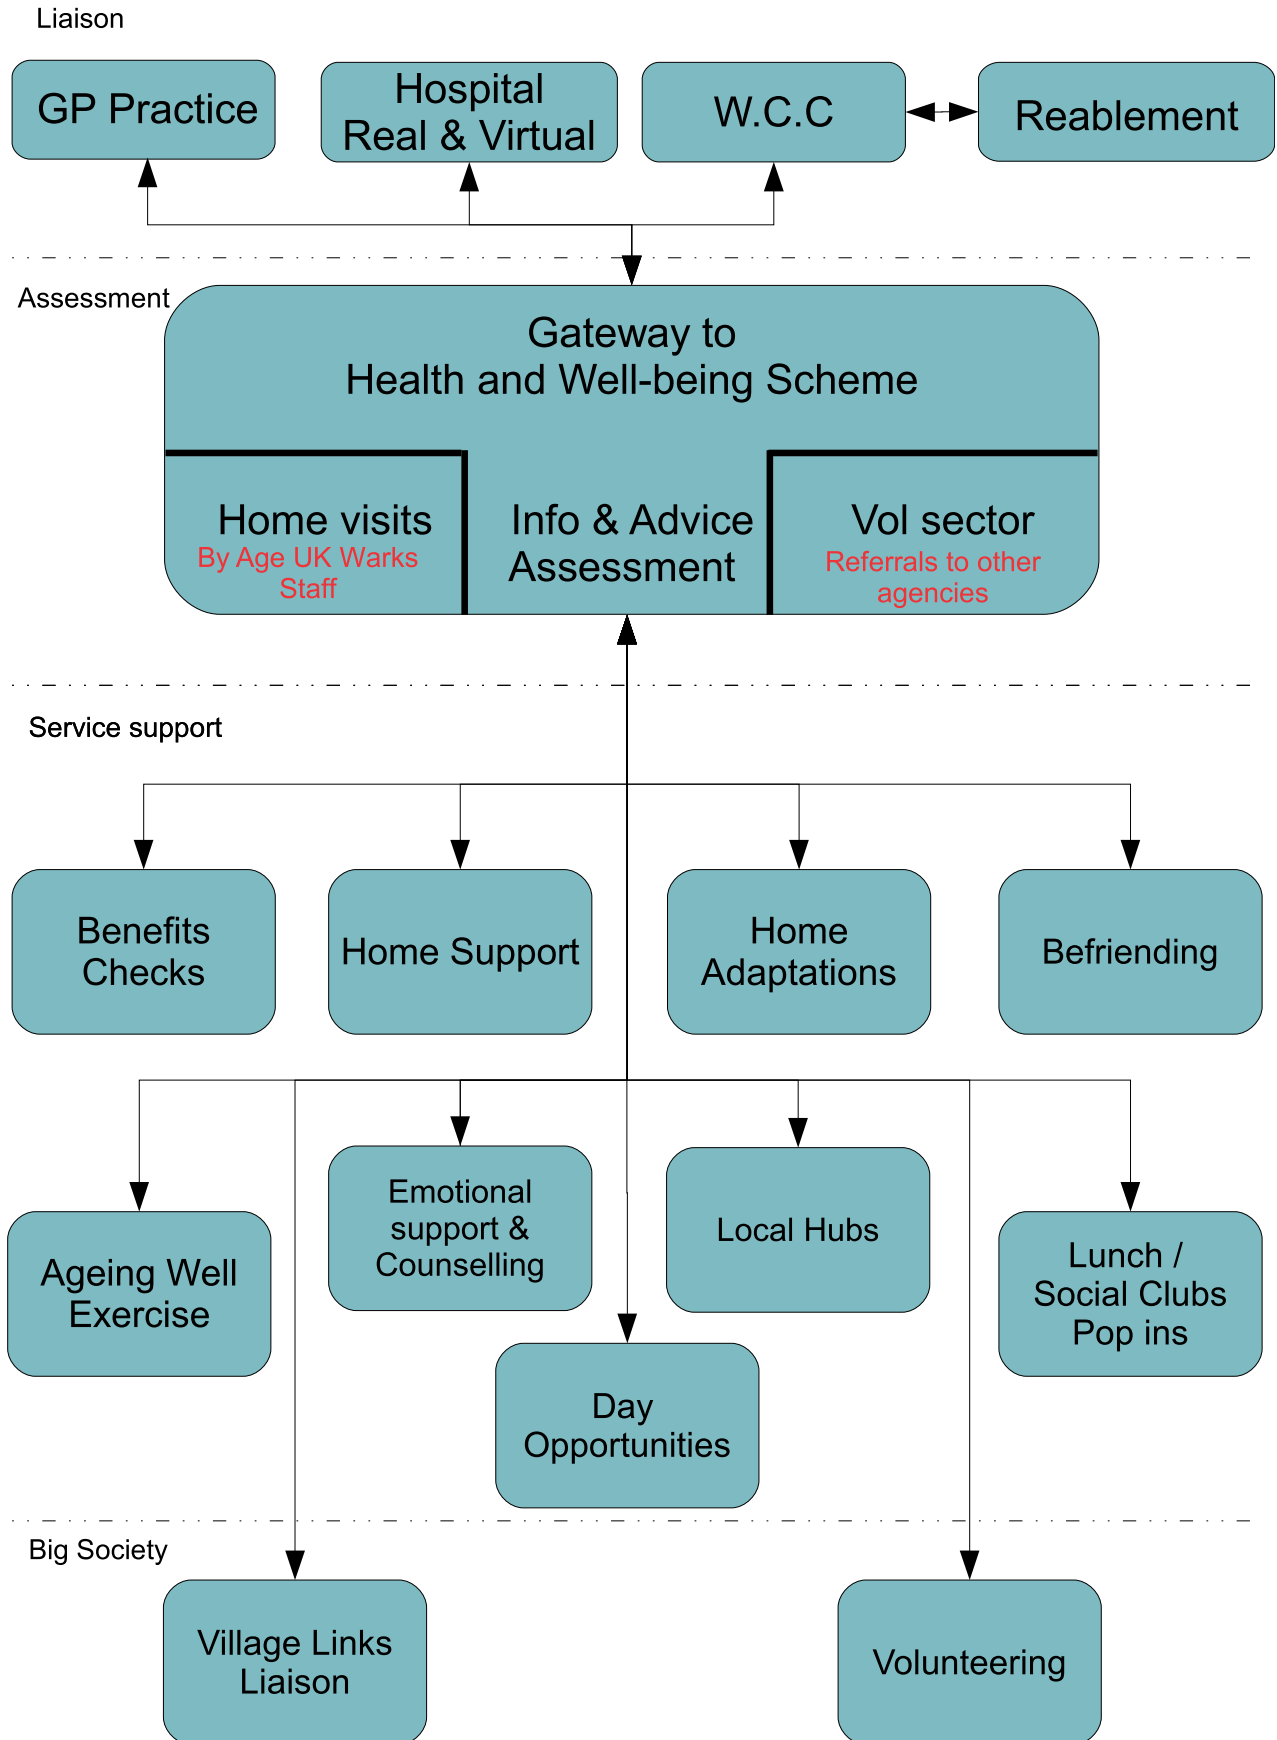 Liaison
GP Practice
Hospital
Real & Virtual
W.C.C
Reablement
Assessment
Gateway to
Health and Well-being Scheme
Home visits
By Age UK Warks
Staff
Info & Advice
Assessment
Vol sector
Referrals to other
agencies
Service support
Benefits
Checks
Home Support
Home
Adaptations
Befriending
Ageing Well
Exercise
Emotional
support &
Counselling
Local Hubs
Lunch /
Social Clubs
Pop ins
Day
Opportunities
Big Society
Village Links
Liaison
Volunteering